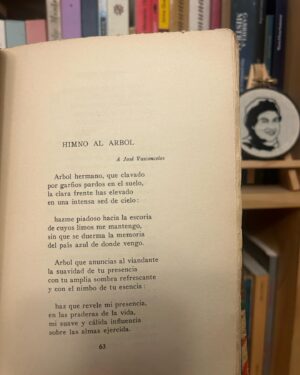 GABRIELA
MISTRAL
HIMNO AL ARBOL
A José Vasconcelos
Arbol hermano, que clavado
por garfios pardos en el suelo,
la clara frente has elevado
en una intensa sed de cielo:
hazme piadoso hacia la escoria
de cuyos limos me mantengo,
sin que se duerma la memoria
del país azul de donde vengo.
Arbol que anuncias al viandante
la suavidad de tu presencia
con tu amplia sombra refrescante
y con el nimbo de tu esencia:
haz que revele mi presencia,
en las praderas de la vida,
mi suave y cálida influencia
sobre las almas ejercida.
63